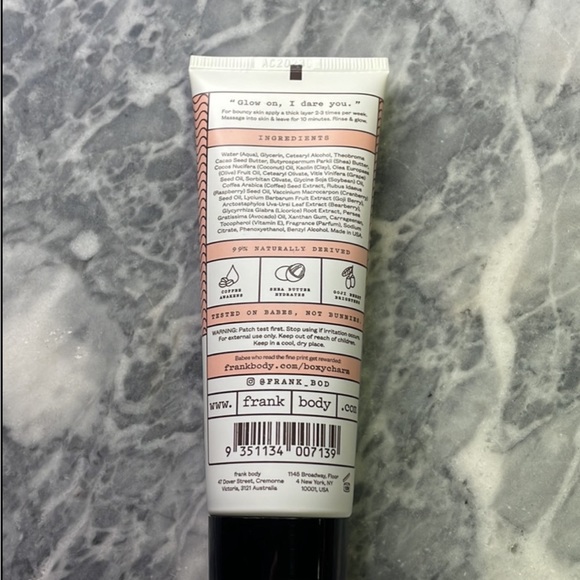 "Glow on, I dare you."
For bouncy skin apply a thick layer 2-3 times per week.
Massage into skin & leave for 10 minutes. Rinse & glow.
INGREDIENTS
Water (Aqua), Glycerin, Cetearyl Alcohol, Theobroma
Cacao Seed Butter, Butyrospermum Parkii (Shea) Butter,
Cocos Nucifera (Coconut) Oil, Kaolin (Clay), Olea Europaea
(Olive) Fruit Oil, Cetearyl Olivate, Vitis Vinifera (Grape)
Seed Oil, Sorbitan Olivate, Glycine Soja (Soybean) Oil,
Coffea Arabica (Coffee) Seed Extract, Rubus Idaeus
(Raspberry) Seed Oil, Vaccinium Macrocarpon (Cranberry)
Seed Oil, Lycium Barbarum Fruit Extract (Goji Berry),
Arctostaphylos Uva-Ursi Leaf Extract (Bearberry),
Glycyrrhiza Glabra (Licorice) Root Extract, Persea
Gratissima (Avocado) Oil, Xanthan Gum, Carrageenan,
Tocopherol (Vitamin E), Fragrance (Parfum), Sodium
Citrate, Phenoxyethanol, Benzyl Alcohol. Made in USA.
99% NATURALLY DERIVED
COFFEE
AWAKENS
SHEA BUTTER
HYDRATES
GOJI BERRY
BRIGHTENS
TESTED ON BABES, NOT BUNNIES.
WARNING: Patch test first. Stop using if irritation occurs.
For external use only. Keep out of reach of children.
Keep in a cool, dry place.
Babes who read the fine print get rewarded:
frankbody.com/boxycharm
@FRANK_BOD
www. frank body .com
9 351134 007139
frank body
47 Dover Street, Cremorne
Victoria, 3121 Australia
1145 Broadway, Floor
4 New York, NY
10001, USA